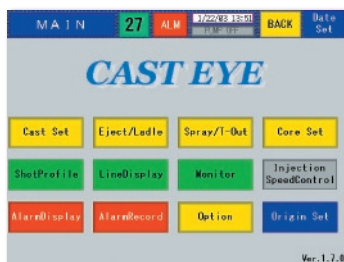 MAIN
27
ALM
1/22/03 13:51
PUMP OFF
BACK
Date
Set
CAST EYE
Cast Set
Eject/Ladle
Spray/T-Out
Core Set
ShotProfile
LineDisplay
Monitor
Injection
SpeedControl
AlarmDisplay
AlarmRecord
Option
Origin Set
Ver.1.7.0